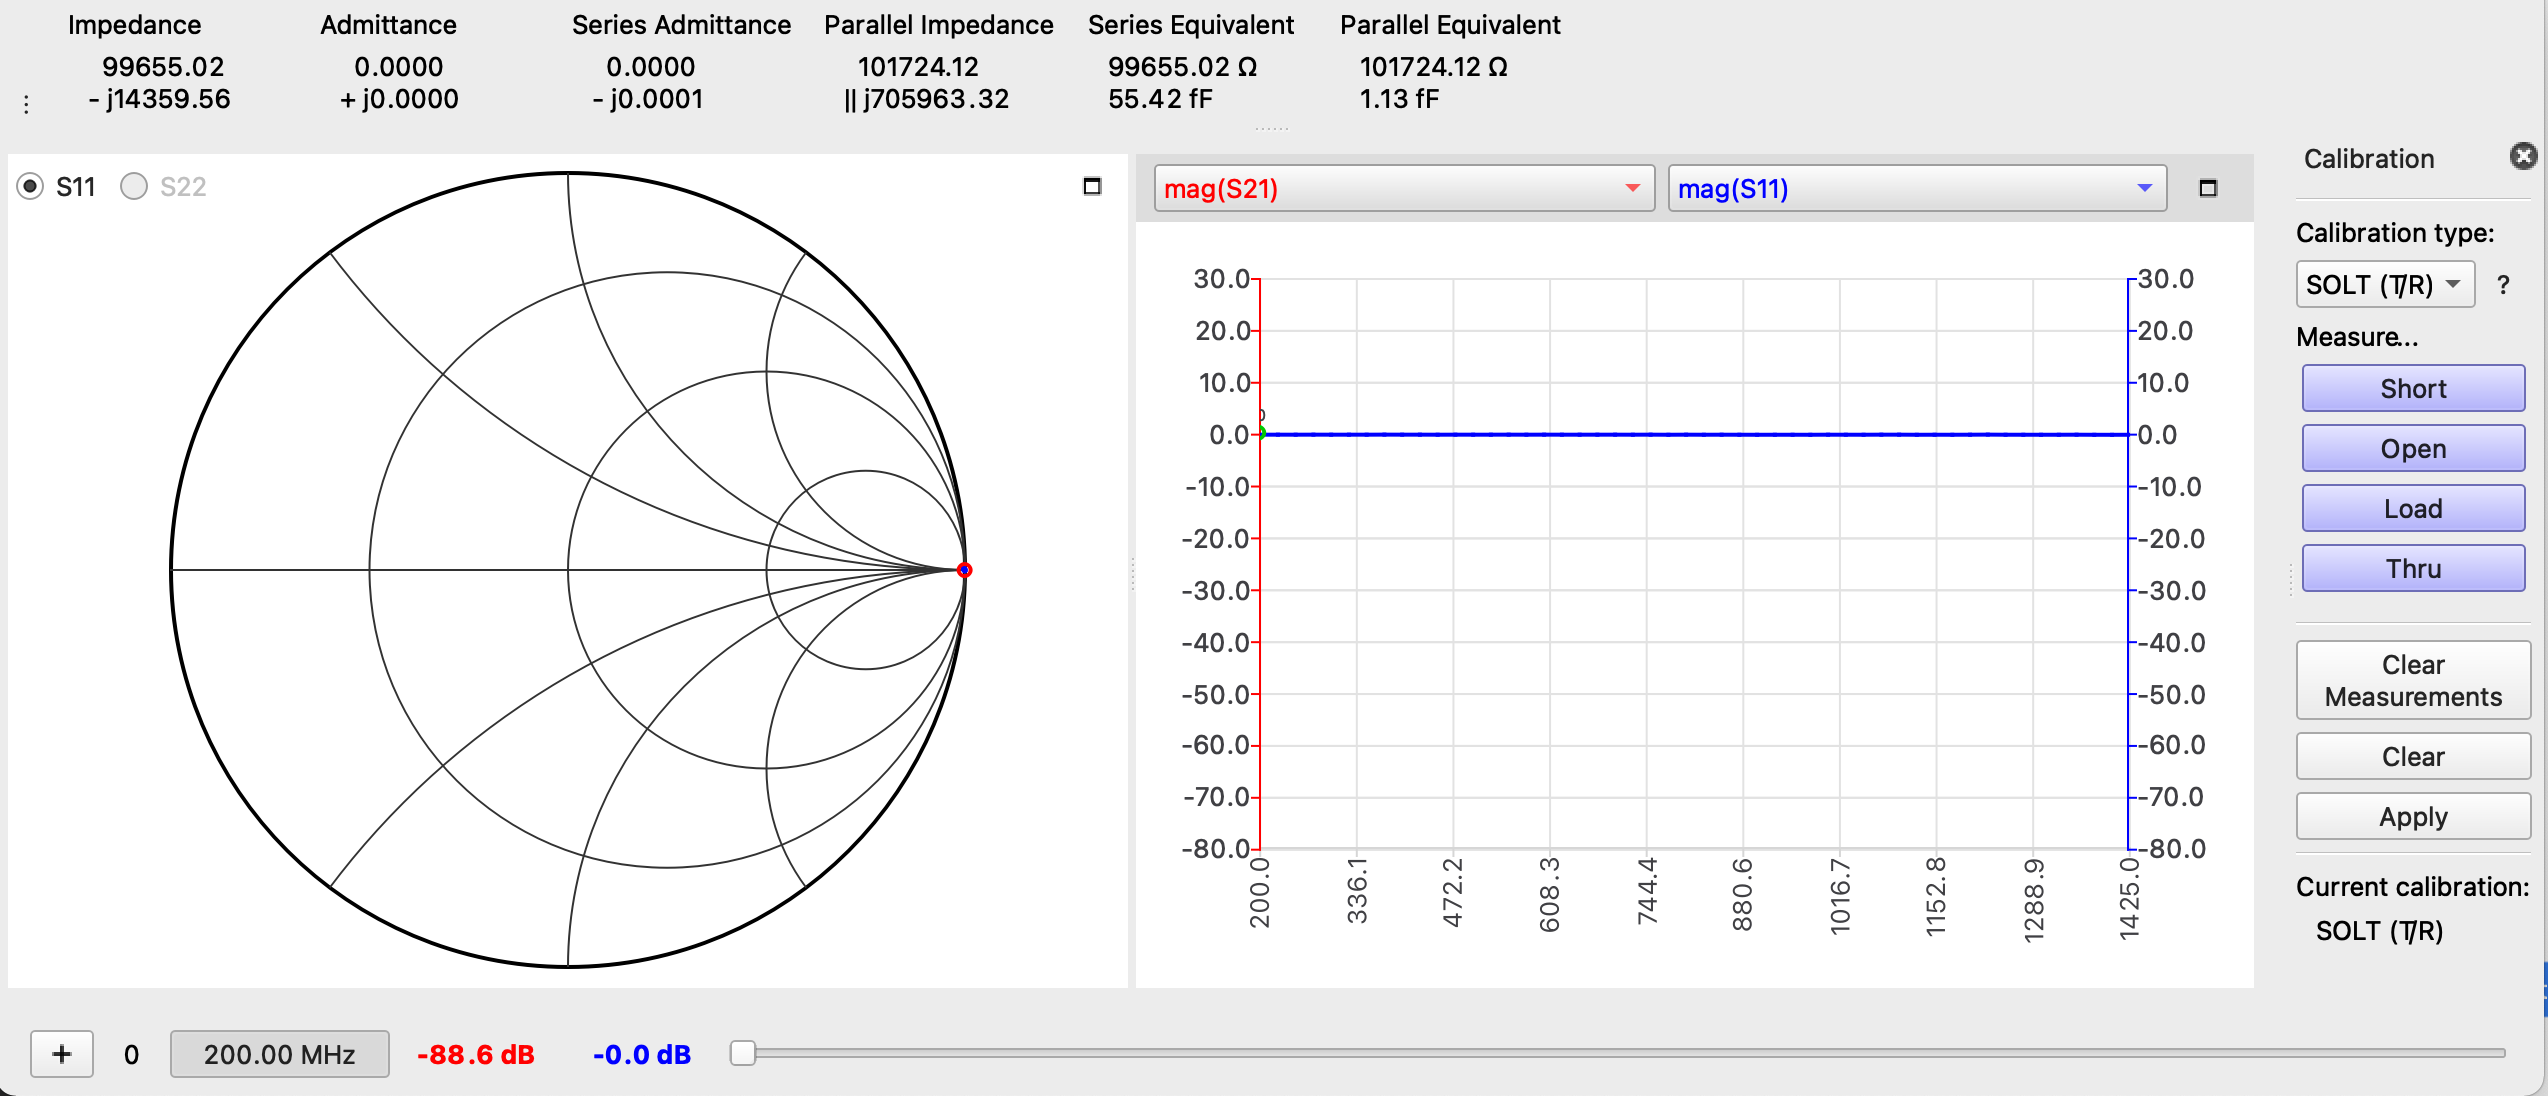 Impedance Admittance Series Admittance Parallel Impedance Series Equivalent Parallel Equivalent
99655.02 0.0000 0.0000 101724.12 99655.02 Ω 101724.12 Ω
- j14359.56 + j0.0000 - j0.0001 || j705963.32 55.42 fF 1.13 fF
S11 S22
mag(S21) mag(S11)
30.0 30.0
20.0 20.0
10.0 10.0
0
0.0 0.0
-10.0 -10.0
-20.0 -20.0
-30.0 -30.0
-40.0 -40.0
-50.0 -50.0
-60.0 -60.0
-70.0 -70.0
-80.0 -80.0
200.0 336.1 472.2 608.3 744.4 880.6 1016.7 1152.8 1288.9 1425.0
Calibration
Calibration type:
SOLT (T/R) ?
Measure...
Short
Open
Load
Thru
Clear
Measurements
Clear
Apply
Current calibration:
SOLT (T/R)
+ 0 200.00 MHz -88.6 dB -0.0 dB